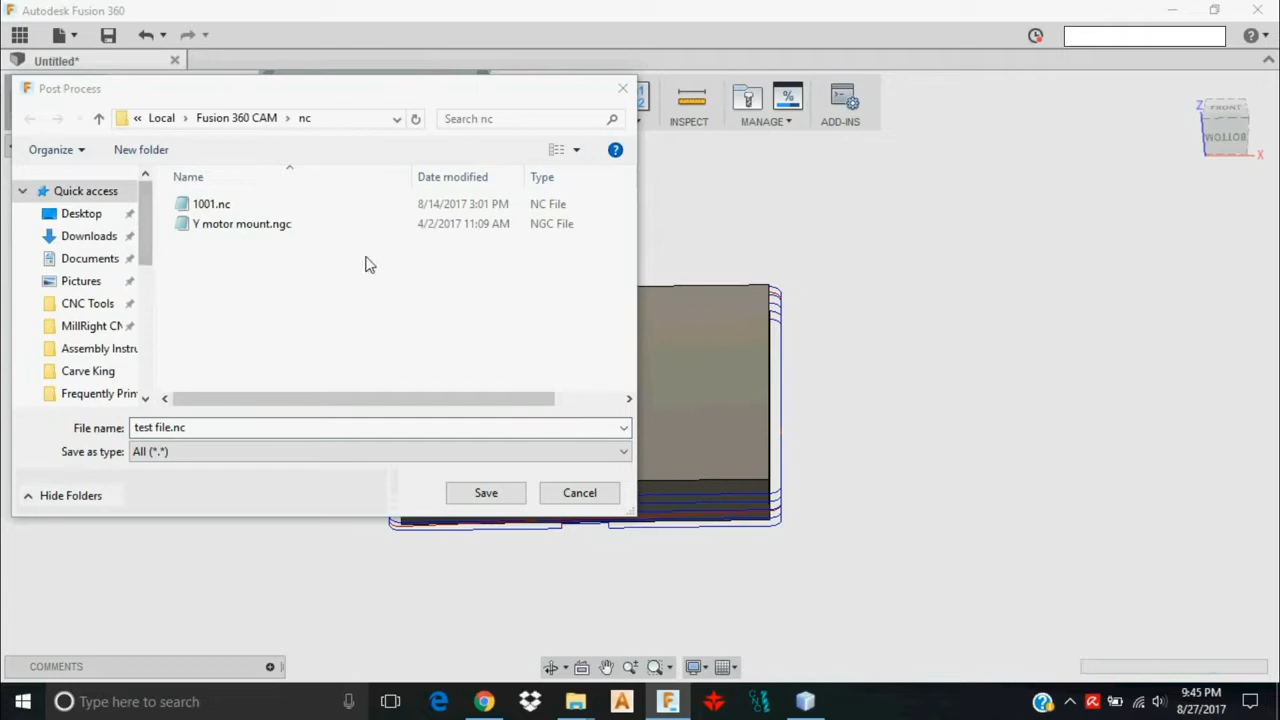 Autodesk Fusion 360
Untitled*
Post Process
Local
Fusion 360 CAM
nc
Search nc
INSPECT
MANAGE
ADD-INS
FRONT
BOTTOM
Z
X
Organize
New folder
Name
Date modified
Type
Quick access
1001.nc
8/14/2017 3:01 PM
NC File
Desktop
Y motor mount.ngc
4/2/2017 11:09 AM
NGC File
Downloads
Documents
Pictures
CNC Tools
MillRight CN
Assembly Instru
Carve King
Frequently Prin
File name:
test file.nc
Save as type:
All (*.*)
Hide Folders
Save
Cancel
COMMENTS
Type here to search
9:45 PM
8/27/2017